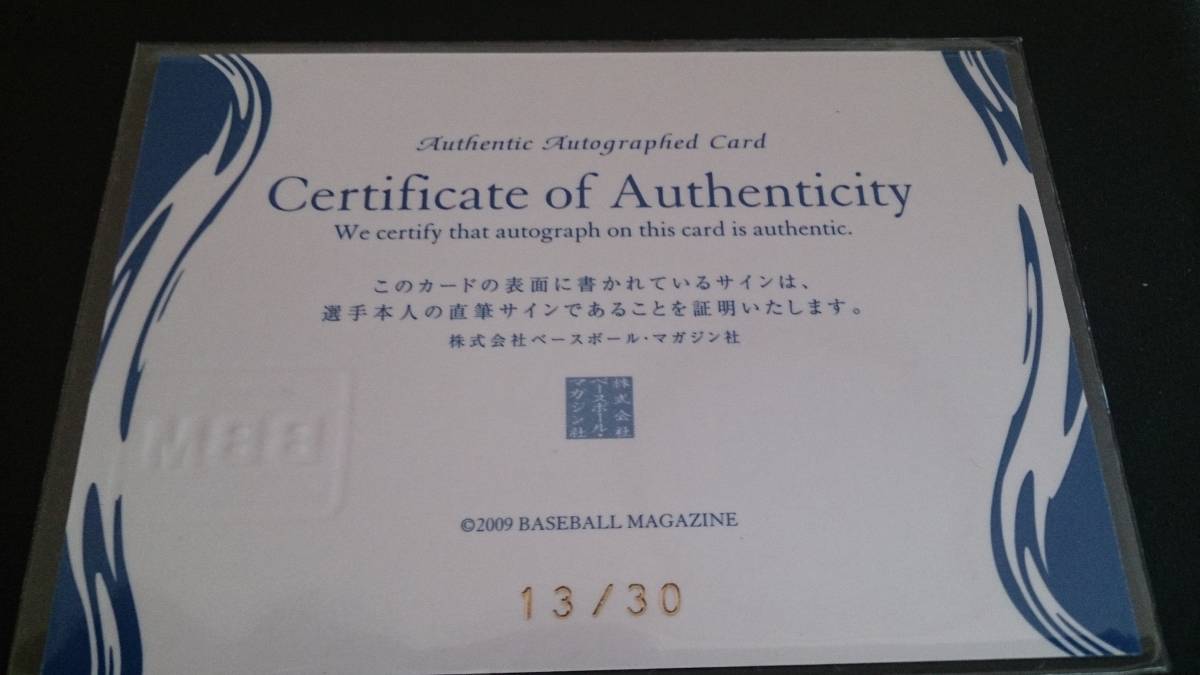 Authentic Autographed Card
Certificate of Authenticity
We certify that autograph on this card is authentic.
このカードの表面に書かれているサインは、
選手本人の直筆サインであることを証明いたします。
株式会社ベースボール・マガジン社
株式会社
ベースボール・
マガジン社
BBM
©2009 BASEBALL MAGAZINE
13/30